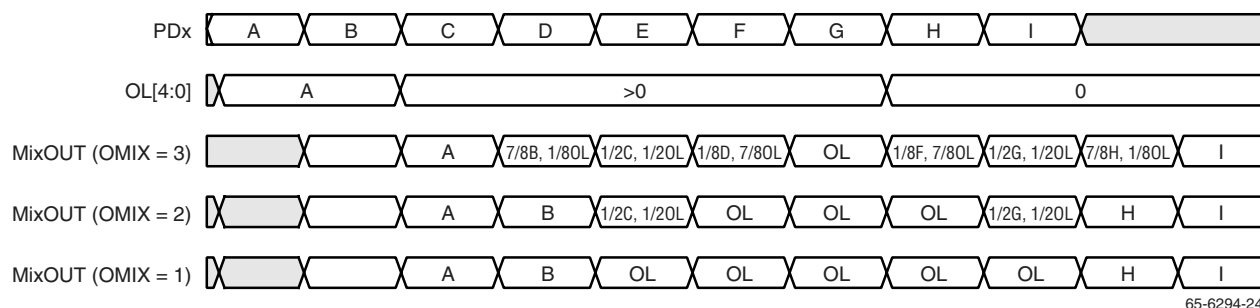 PDx A B C D E F G H I
OL[4:0] A >0 0
MixOUT (OMIX = 3) A 7/8B, 1/8OL 1/2C, 1/2OL 1/8D, 7/8OL OL 1/8F, 7/8OL 1/2G, 1/2OL 7/8H, 1/8OL I
MixOUT (OMIX = 2) A B 1/2C, 1/2OL OL OL OL 1/2G, 1/2OL H I
MixOUT (OMIX = 1) A B OL OL OL OL OL H I
65-6294-24